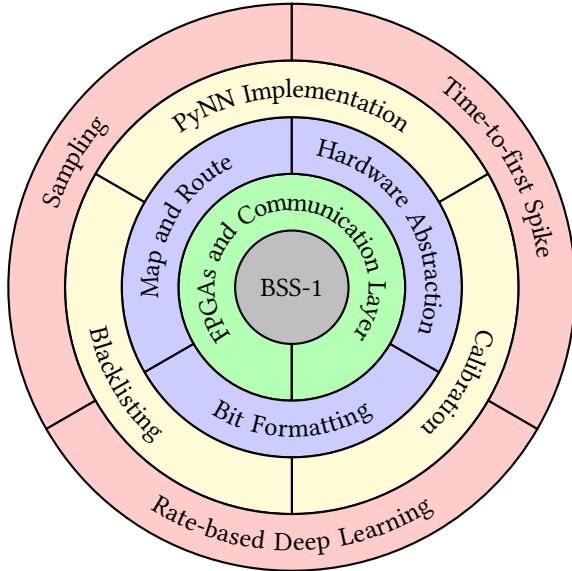 Sampling
Time-to-first Spike
Rate-based Deep Learning
PyNN Implementation
Blacklisting
Calibration
Map and Route
Hardware Abstraction
Bit Formatting
FPGAs and Communication Layer
BSS-1